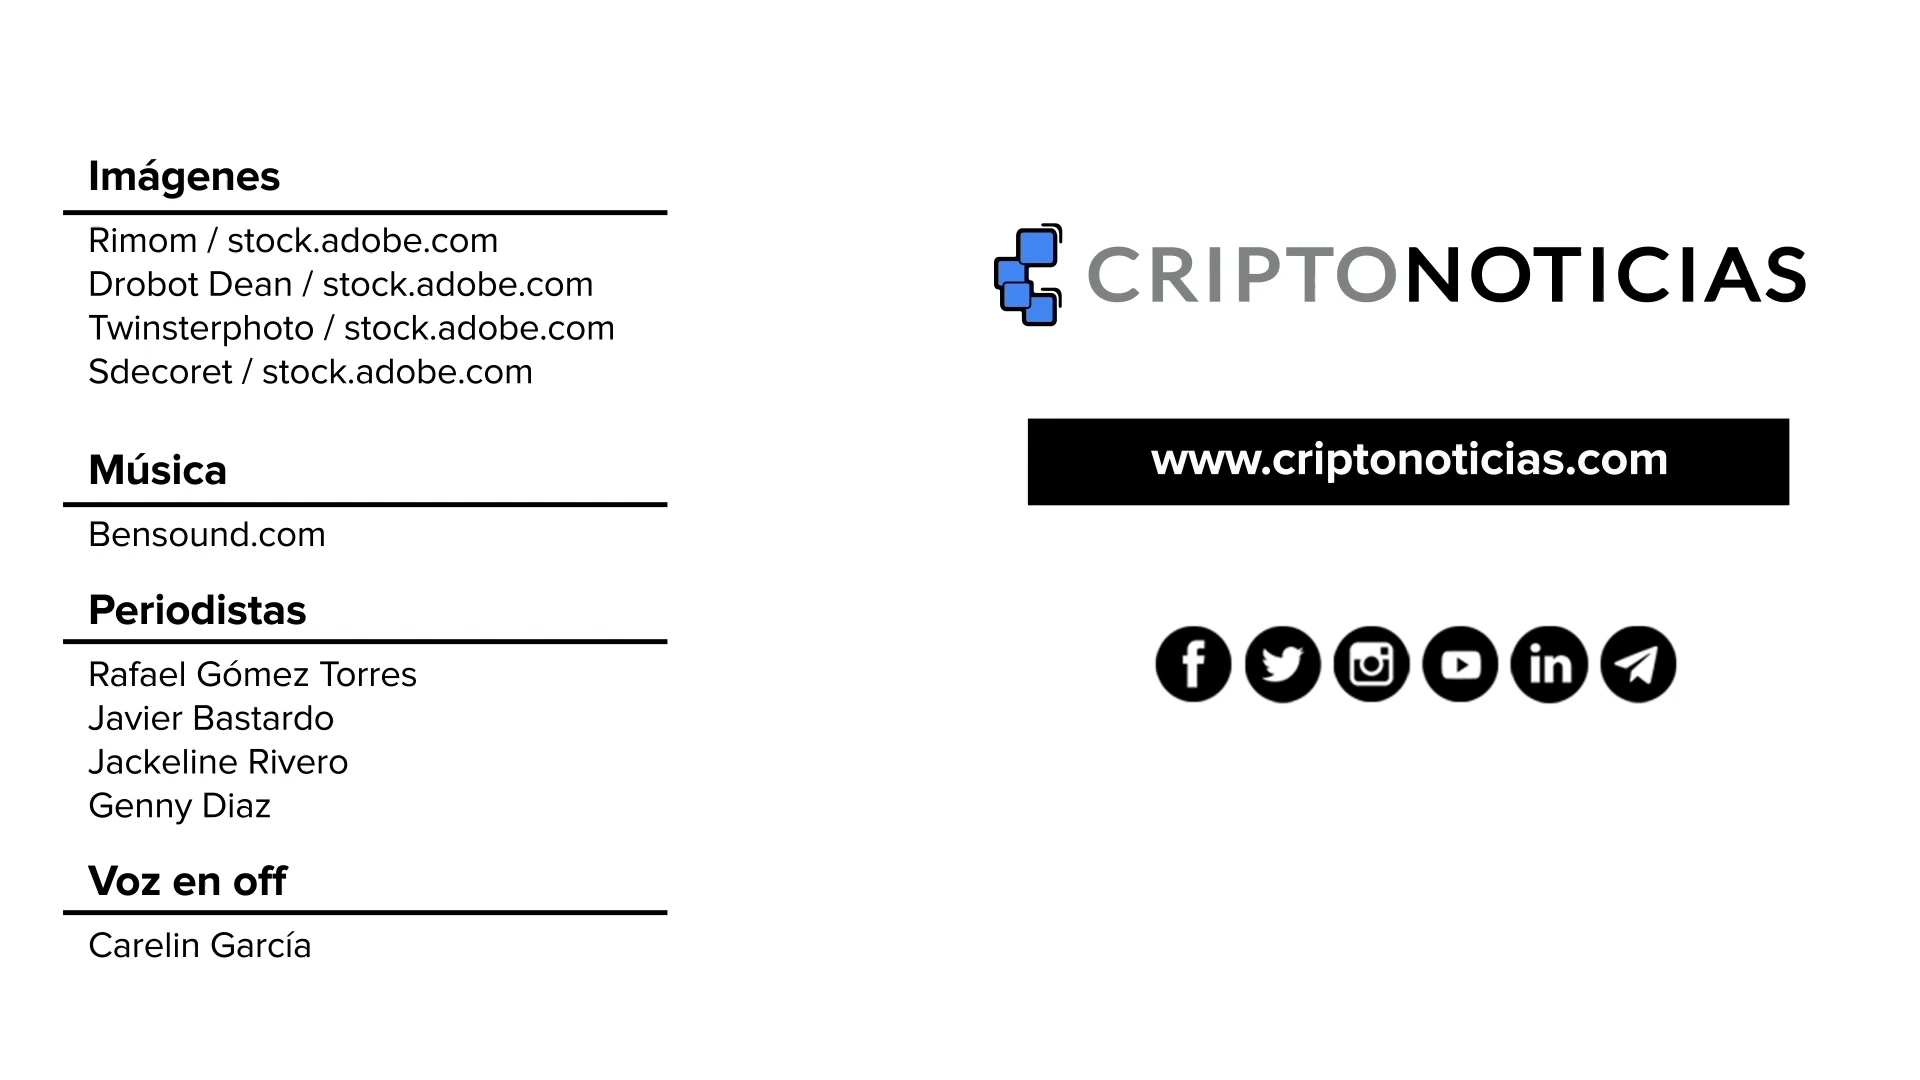 Imágenes
Rimom / stock.adobe.com
Drobot Dean / stock.adobe.com
Twinsterphoto / stock.adobe.com
Sdecoret / stock.adobe.com
Música
Bensound.com
Periodistas
Rafael Gómez Torres
Javier Bastardo
Jackeline Rivero
Genny Diaz
Voz en off
Carelin García
CRIPTONOTICIAS
www.criptonoticias.com